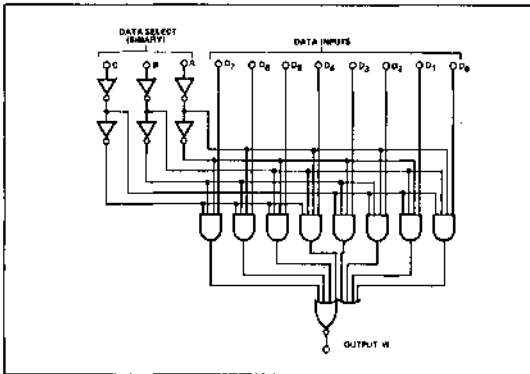 DATA SELECT
(BINARY)
DATA INPUTS
C B A D7 D6 D5 D4 D3 D2 D1 D0
OUTPUT W